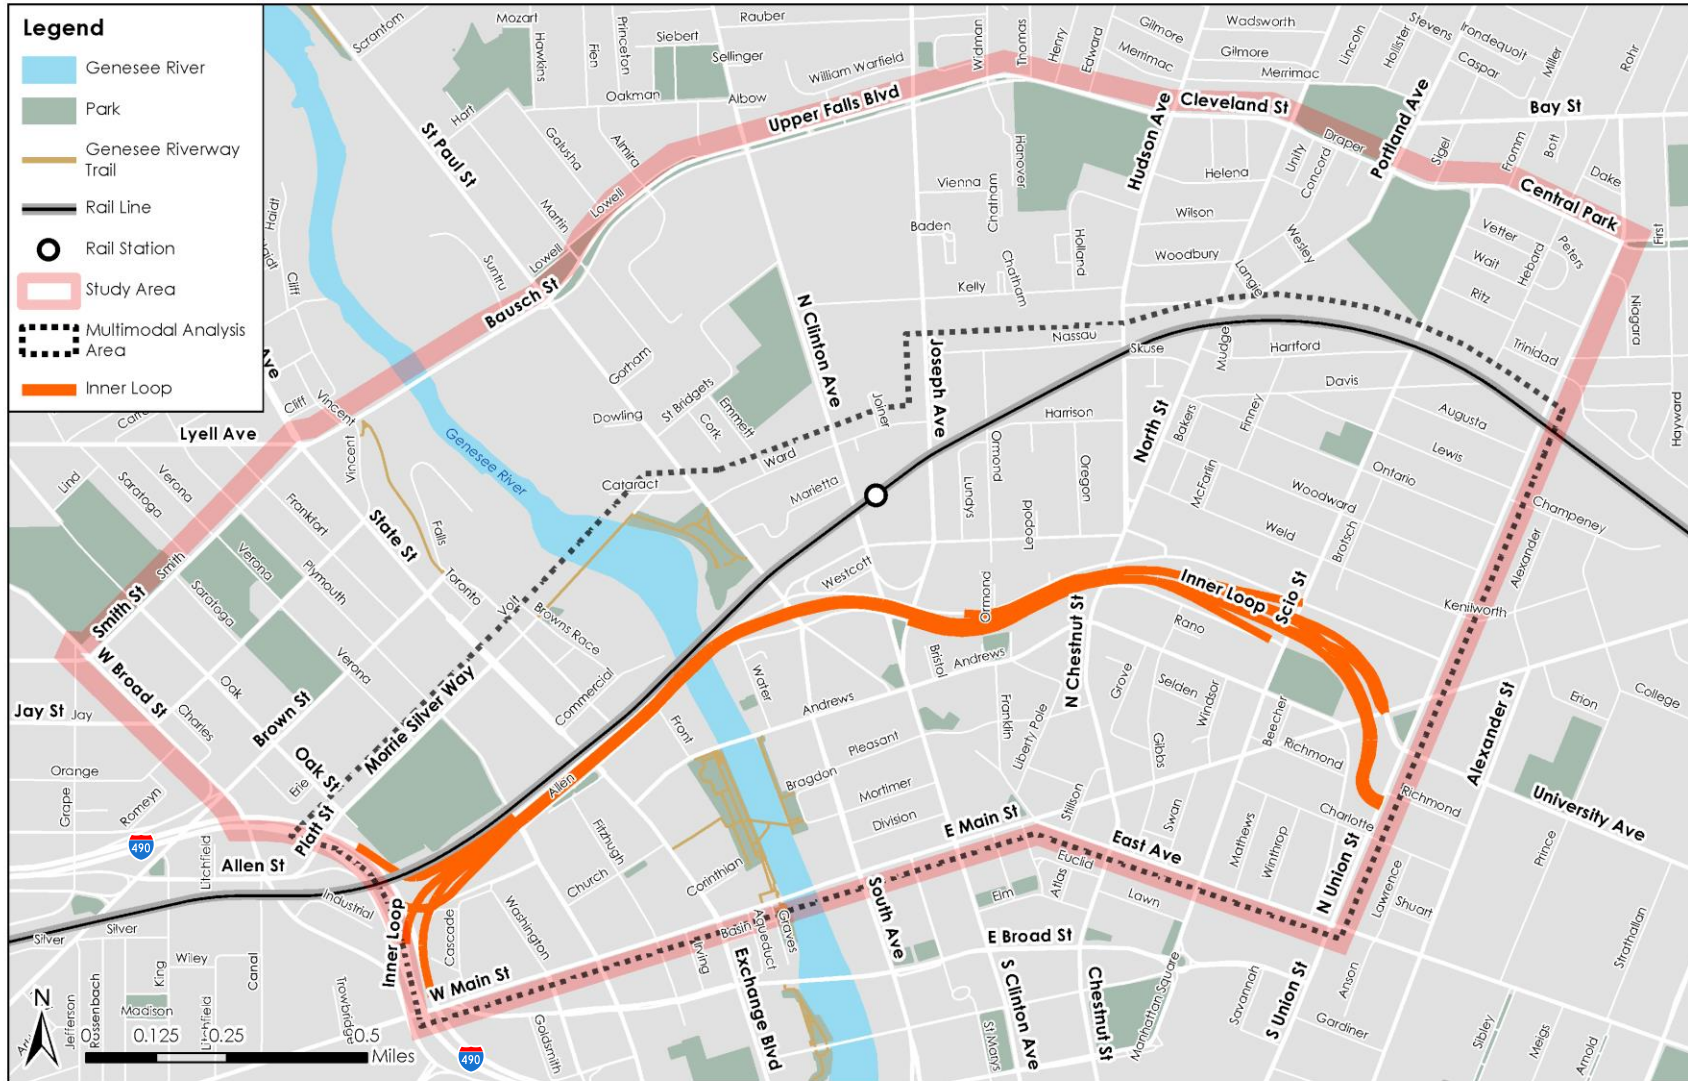 Legend
Genesee River
Park
Genesee Riverway
Trail
Rail Line
Rail Station
Study Area
Multimodal Analysis
Area
Inner Loop
Scrantom
Mozart
Hawkins
Fien
Princeton
Siebert
Rauber
Sellinger
Oakman
Albow
Hart
William Warfield
Widman
Thomas
Henry
Edward
Gilmore
Merrimac
Wadsworth
Gilmore
Merrimac
Lincoln
Hollister
Stevens
Irondequoit
Caspar
Miller
Rohr
St Paul St
Galusha
Almira
Upper Falls Blvd
Cleveland St
Hudson Ave
Portland Ave
Bay St
Draper
Sigel
Fromm
Bott
Dake
Central Park
First
Hanover
Unity
Concord
Helena
Vienna
Chatham
Baden
Wilson
Woodbury
Wesley
Langie
Holland
Chatham
Kelly
Vetter
Wait
Hebard
Peters
Ritz
Niagara
Trinidad
Haidt
Cliff
Martin
Lowell
Lowell
Suntru
Bausch St
N Clinton Ave
Joseph Ave
Nassau
Skuse
Mudge
Hartford
Davis
Gorham
Dowling
St Bridgets
Cork
Emmett
Joiner
Ward
Harrison
North St
Bakers
Finney
Augusta
Lewis
Ontario
Hayward
Ave
Cliff
Vincent
Lyell Ave
Vincent
Genesee River
Cataract
Marietta
Ormond
Lundys
Leopold
Oregon
McFarlin
Woodward
Weld
Brotsch
Champeney
Alexander
Lind
Saratoga
Verona
Frankfort
State St
Falls
Smith
Verona
Plymouth
Saratoga
Toronto
Volt
Browns Race
Westcott
Ormond
Inner Loop
Scio St
Kenilworth
Smith St
W Broad St
Oak
Verona
Morrie Silver Way
Commercial
Water
Front
Andrews
Bristol
Andrews
N Chestnut St
Rano
Grove
Selden
Windsor
Beecher
Erion
College
Alexander St
Jay St
Jay
Charles
Brown St
Oak St
Erie
Platt St
Orange
Grape
Romeyn
Allen
Pleasant
Bragdon
Mortimer
Division
Franklin
Liberty Pole
Gibbs
Richmond
Richmond
Charlotte
University Ave
490
Allen St
Litchfield
Fitzhugh
Church
Corinthian
E Main St
Stillson
Swan
East Ave
Mathews
Winthrop
N Union St
Prince
Industrial
Washington
Cascade
Inner Loop
Euclid
Atlas
Elm
Lawn
Lawrence
Shuart
Strathallan
Silver
Silver
Wiley
King
Canal
W Main St
Irving
Basin
Aqueduct
Graves
South Ave
E Broad St
Exchange Blvd
S Clinton Ave
Chestnut St
Manhattan Square
Savannah
S Union St
Anson
Gardiner
Jefferson
Russenbach
Madison
Litchfield
Trowbridge
Goldsmith
St Marys
Sibley
Meigs
Arnold
N
0 0.125 0.25 0.5
Miles
490